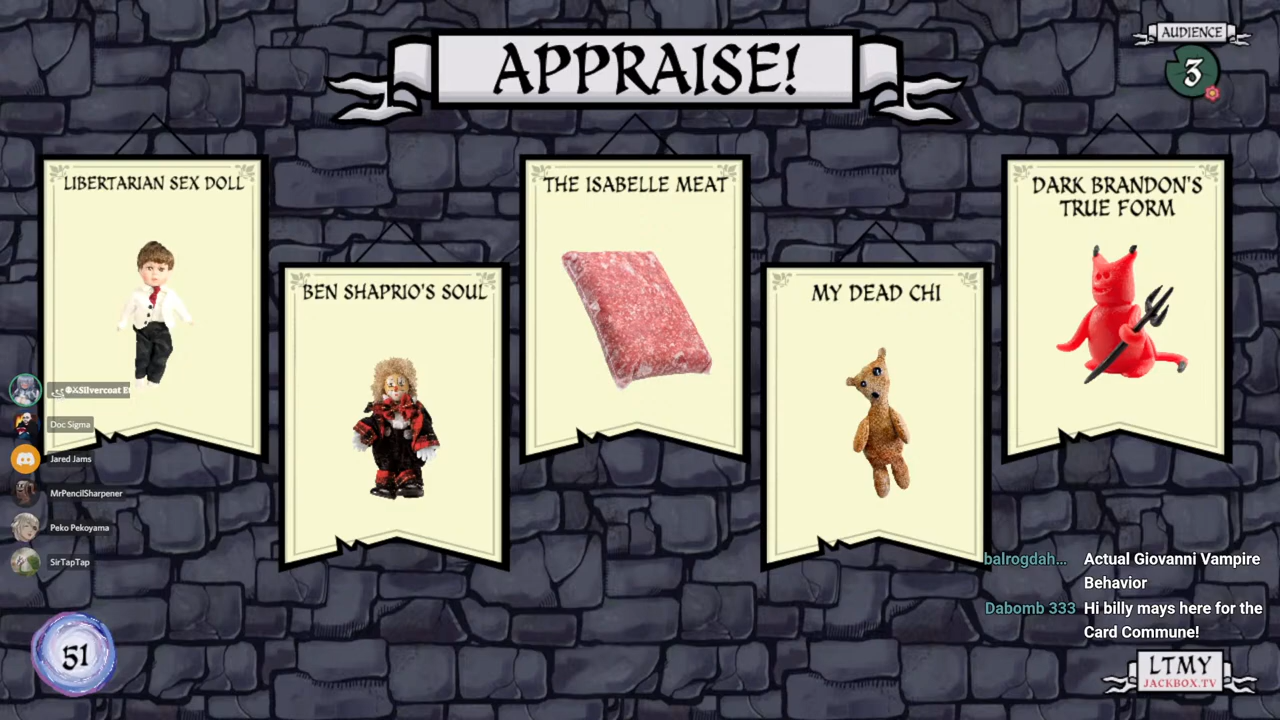 APPRAISE!
AUDIENCE
3
LIBERTARIAN SEX DOLL
BEN SHAPRIO'S SOUL
THE ISABELLE MEAT
MY DEAD CHI
DARK BRANDON'S
TRUE FORM
Silvercoat
Doc Sigma
Jared Jams
MrPencilSharpener
Peko Pekoyama
SirTapTap
balrogdah... Actual Giovanni Vampire
Behavior
Dabomb 333 Hi billy mays here for the
Card Commune!
51
LTMY
JACKBOX.TV